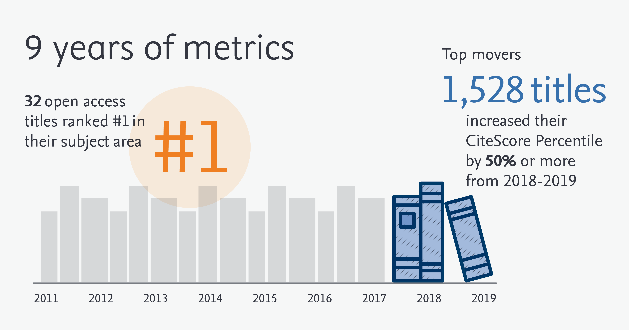 9 years of metrics
32 open access
titles ranked #1 in
their subject area
#1
Top movers
1,528 titles
increased their
CiteScore Percentile
by 50% or more
from 2018-2019
2011 2012 2013 2014 2015 2016 2017 2018 2019